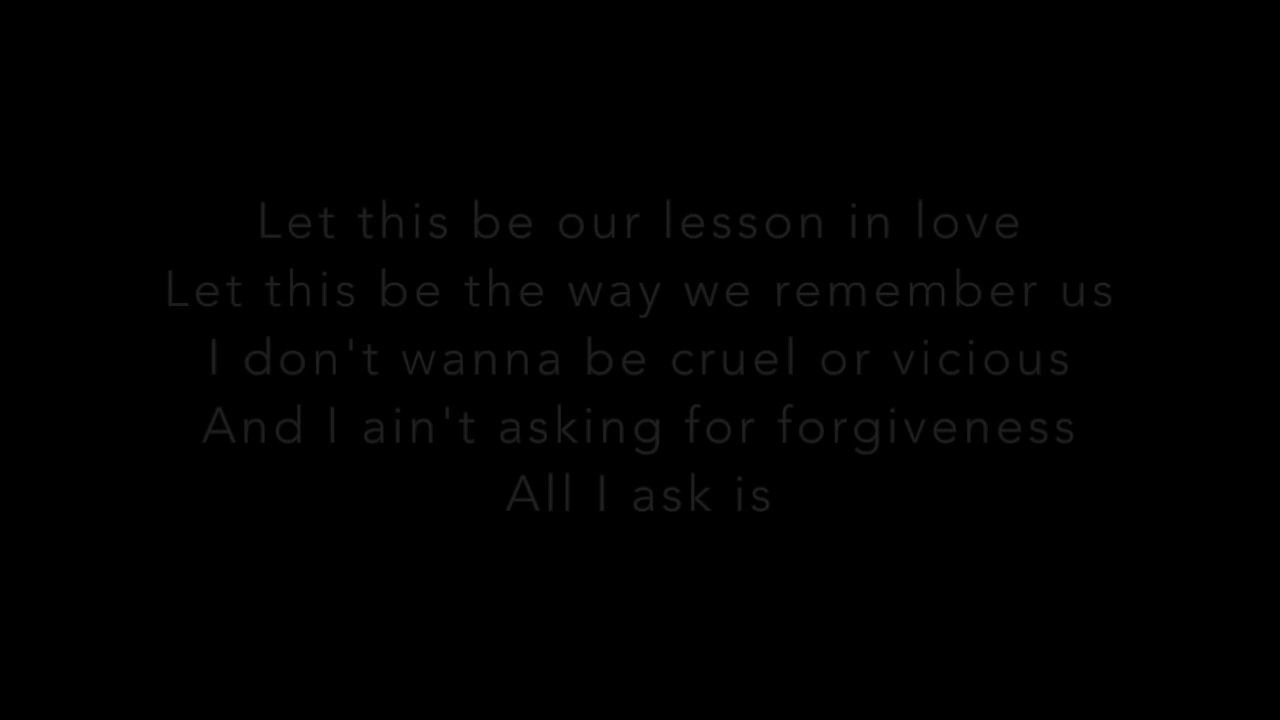 Let this be our lesson in love
Let this be the way we remember us
I don't wanna be cruel or vicious
And I ain't asking for forgiveness
All I ask is